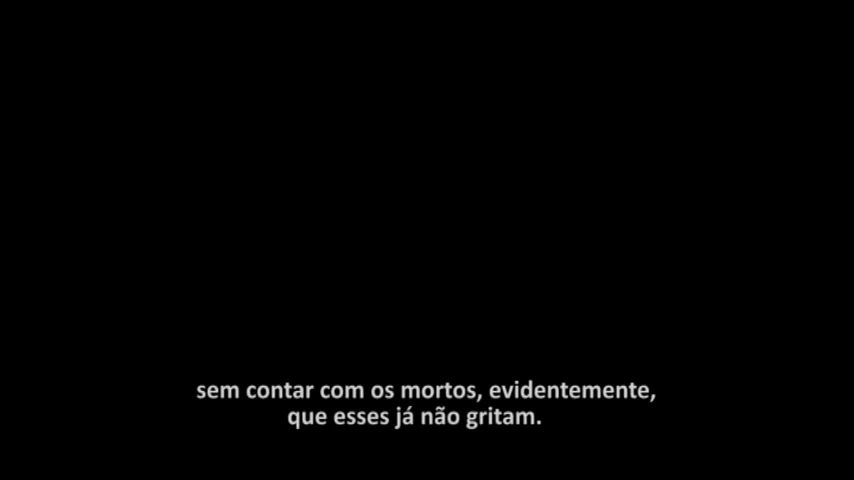 sem contar com os mortos, evidentemente,
que esses já não gritam.